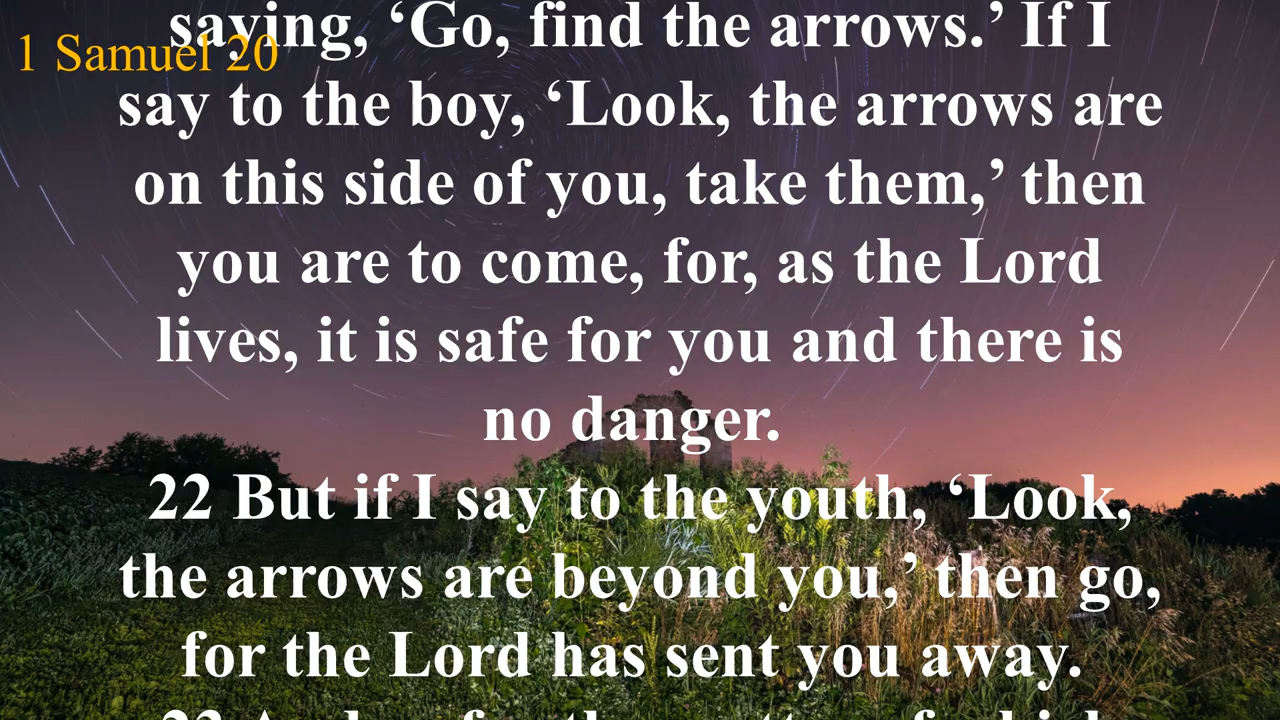 1 Samuel 20
saying, ‘Go, find the arrows.’ If I
say to the boy, ‘Look, the arrows are
on this side of you, take them,’ then
you are to come, for, as the Lord
lives, it is safe for you and there is
no danger.
22 But if I say to the youth, ‘Look,
the arrows are beyond you,’ then go,
for the Lord has sent you away.